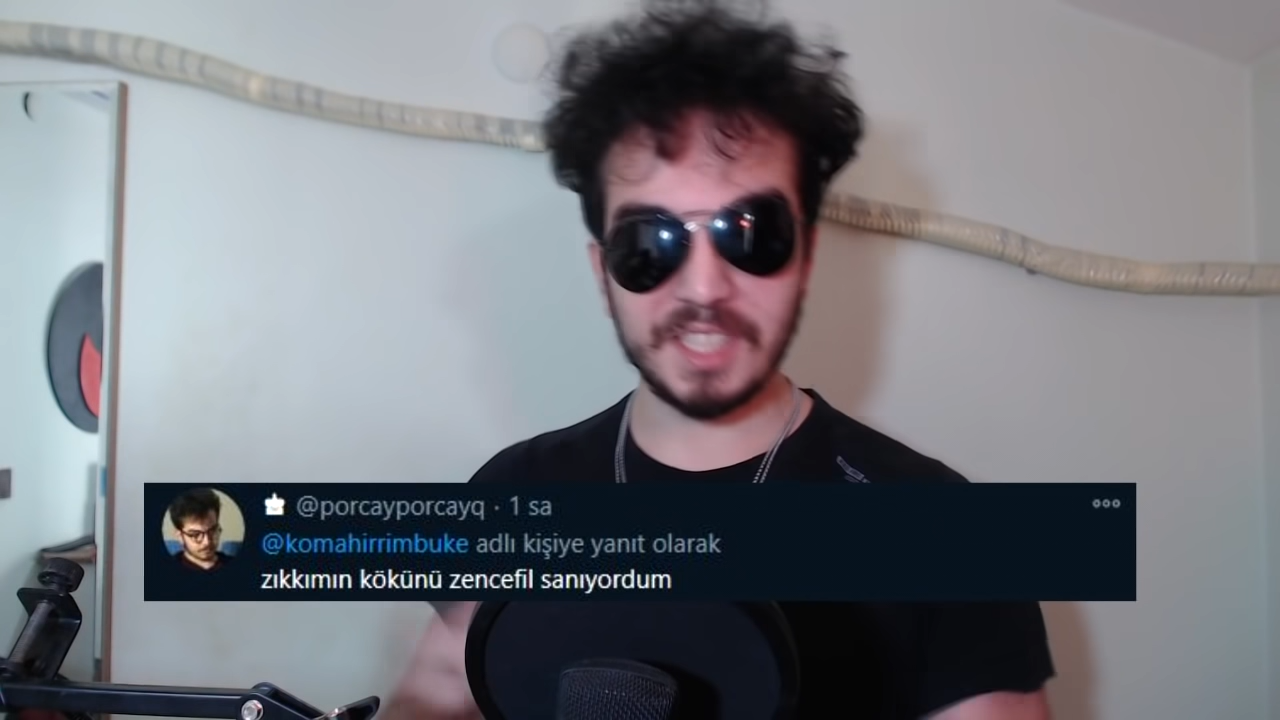 @porcayporcayq · 1 sa
@komahirrimbuke adlı kişiye yanıt olarak
zıkkımın kökünü zencefil sanıyordum